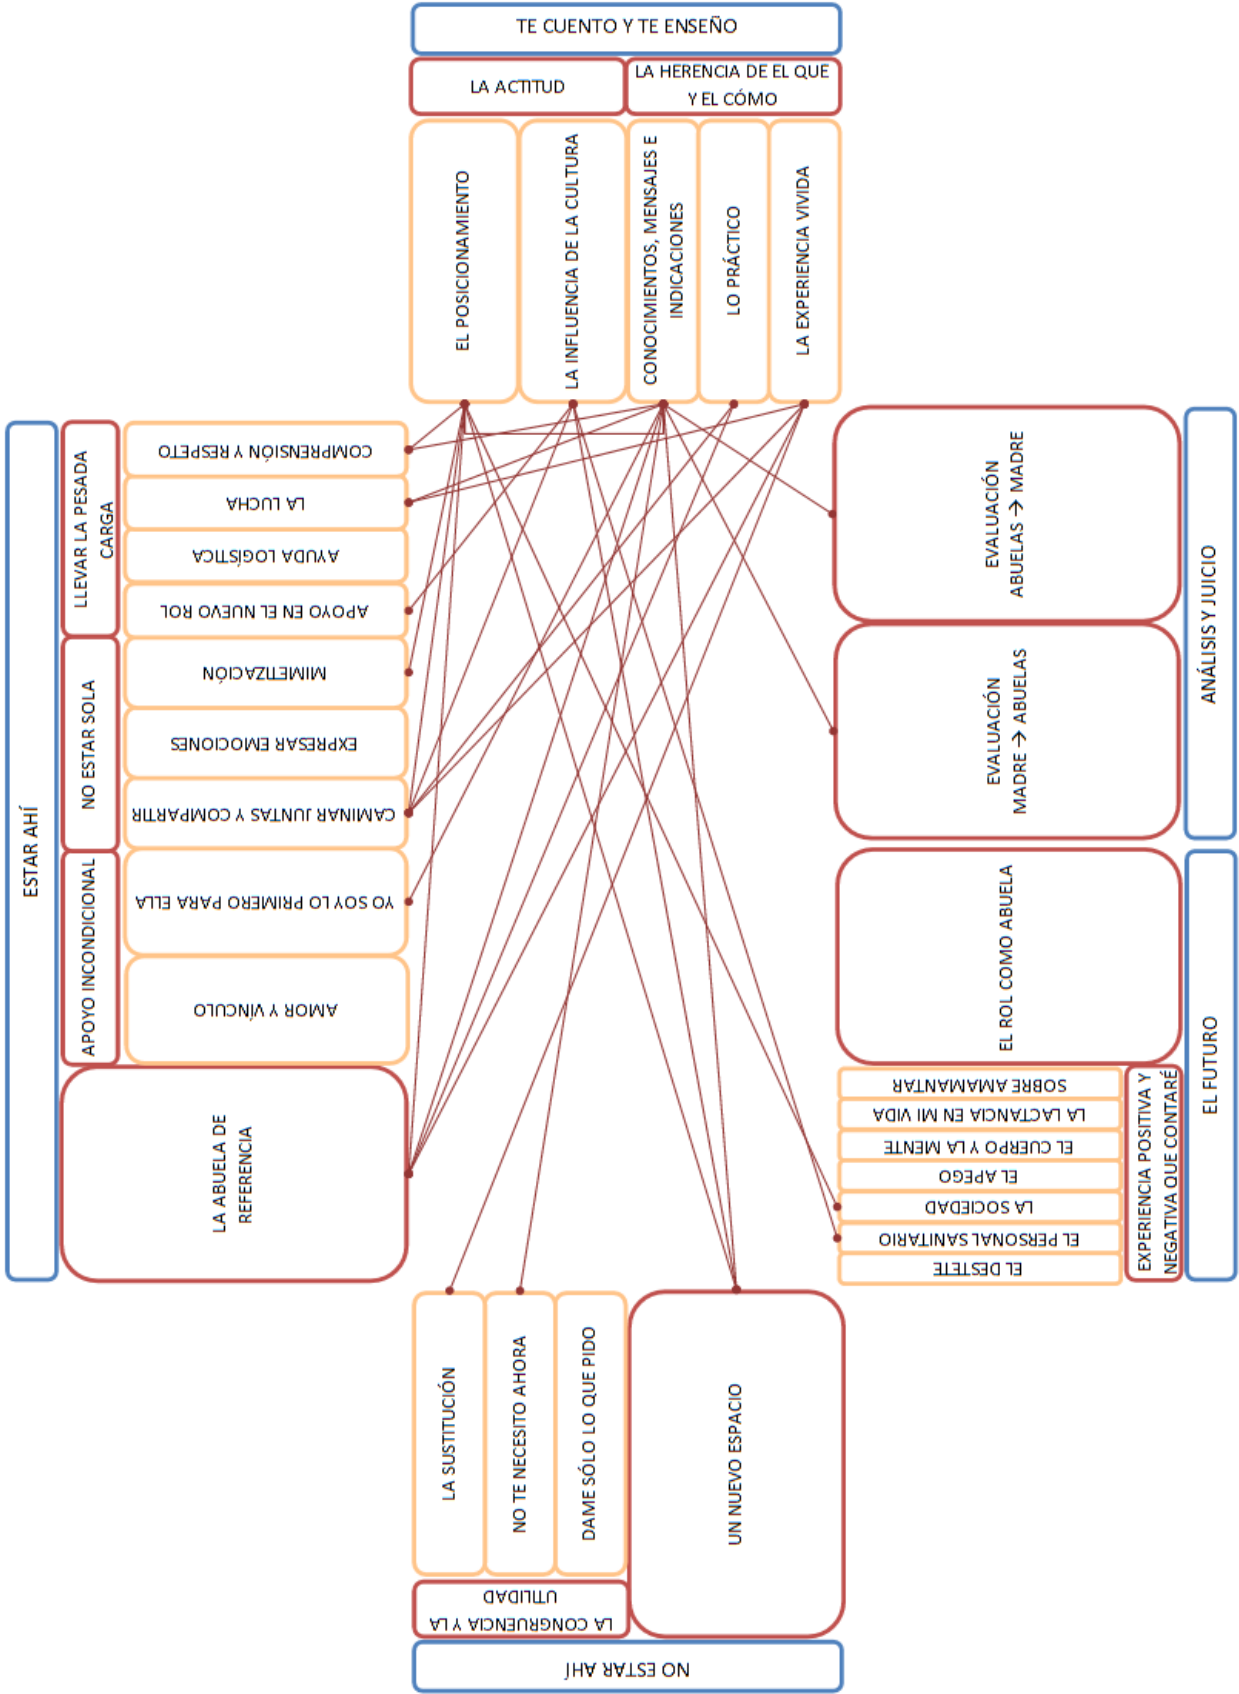 TE CUENTO Y TE ENSEÑO
LA ACTITUD
LA HERENCIA DE EL QUE
Y EL CÓMO
EL POSICIONAMIENTO
LA INFLUENCIA DE LA CULTURA
CONOCIMIENTOS, MENSAJES E
INDICACIONES
LO PRÁCTICO
LA EXPERIENCIA VIVIDA
ESTAR AHÍ
LLEVAR LA PESADA
CARGA
COMPRENSIÓN Y RESPETO
LA LUCHA
AYUDA LOGÍSTICA
APOYO EN EL NUEVO ROL
NO ESTAR SOLA
MIMETIZACIÓN
EXPRESAR EMOCIONES
CAMINAR JUNTAS Y COMPARTIR
APOYO INCONDICIONAL
YO SOY LO PRIMERO PARA ELLA
AMOR Y VÍNCULO
LA ABUELA DE
REFERENCIA
ANÁLISIS Y JUICIO
EVALUACIÓN
ABUELAS → MADRE
EVALUACIÓN
MADRE → ABUELAS
EL FUTURO
EL ROL COMO ABUELA
EXPERIENCIA POSITIVA Y
NEGATIVA QUE CONTARÉ
SOBRE AMAMANTAR
LA LACTANCIA EN MI VIDA
EL CUERPO Y LA MENTE
EL APEGO
LA SOCIEDAD
EL PERSONAL SANITARIO
EL DESTETE
LA SUSTITUCIÓN
NO TE NECESITO AHORA
DAME SÓLO LO QUE PIDO
UN NUEVO ESPACIO
LA CONGRUENCIA Y LA
UTILIDAD
NO ESTAR AHÍ